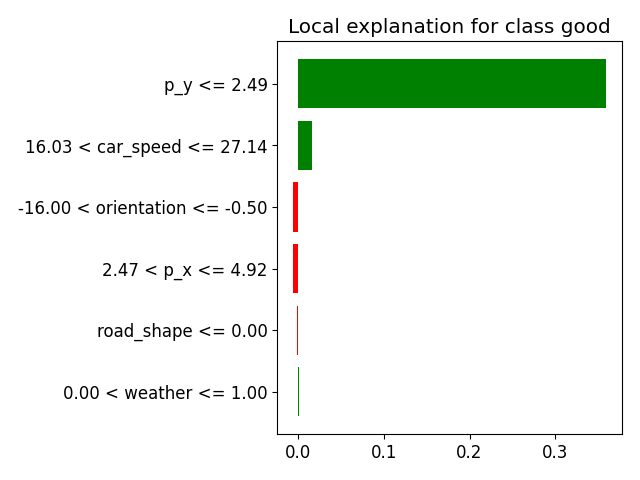 Local explanation for class good
p_y <= 2.49
16.03 < car_speed <= 27.14
-16.00 < orientation <= -0.50
2.47 < p_x <= 4.92
road_shape <= 0.00
0.00 < weather <= 1.00
0.0 0.1 0.2 0.3